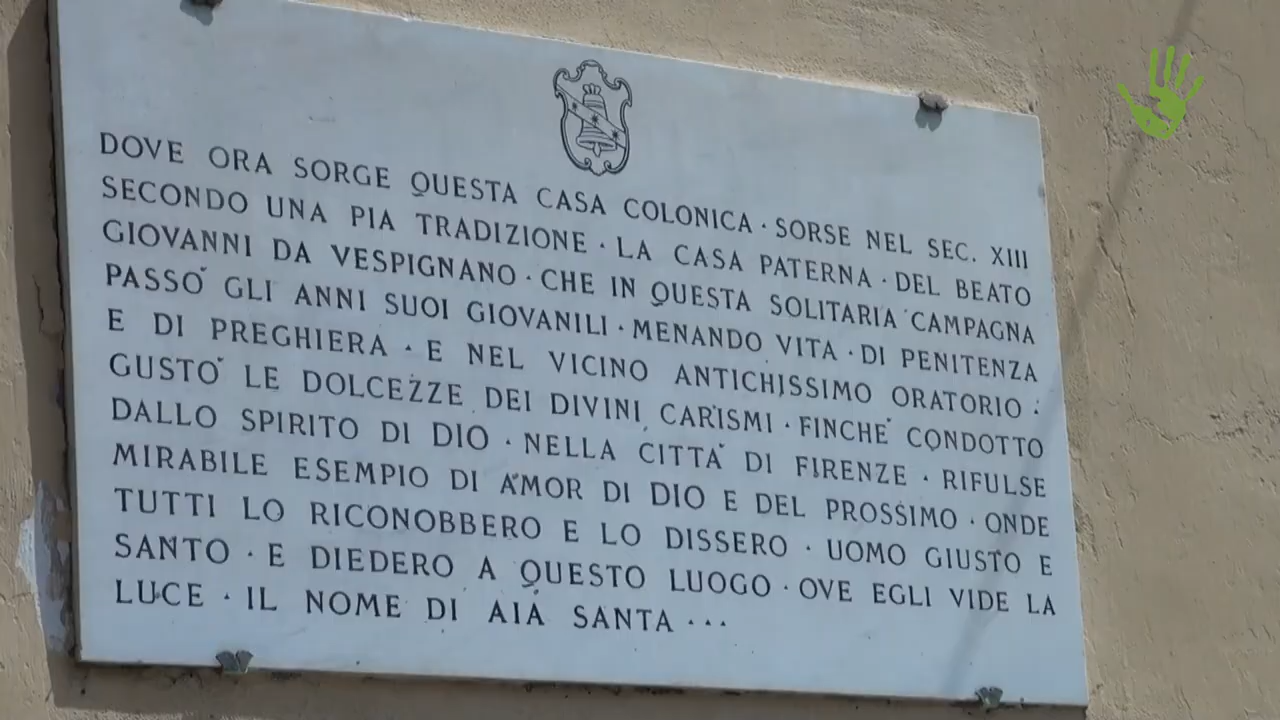 DOVE ORA SORGE QUESTA CASA COLONICA · SORSE NEL SEC. XIII
SECONDO UNA PIA TRADIZIONE · LA CASA PATERNA · DEL BEATO
GIOVANNI DA VESPIGNANO · CHE IN QUESTA SOLITARIA CAMPAGNA
PASSÒ GLI ANNI SUOI GIOVANILI · MENANDO VITA · DI PENITENZA
E DI PREGHIERA · E NEL VICINO ANTICHISSIMO ORATORIO :
GUSTÒ LE DOLCEZZE DEI DIVINI CARISMI · FINCHÈ CONDOTTO
DALLO SPIRITO DI DIO · NELLA CITTÀ DI FIRENZE · RIFULSE
MIRABILE ESEMPIO DI AMOR DI DIO E DEL PROSSIMO · ONDE
TUTTI LO RICONOBBERO E LO DISSERO · UOMO GIUSTO E
SANTO · E DIEDERO A QUESTO LUOGO · OVE EGLI VIDE LA
LUCE · IL NOME DI AIA SANTA ···